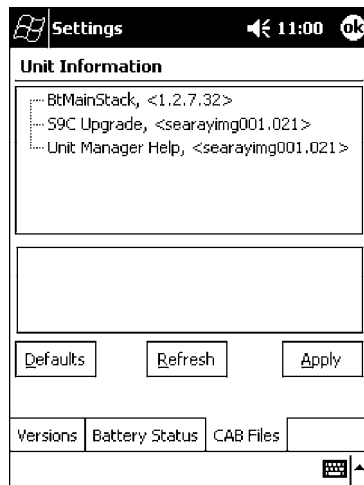 Settings 11:00 ok
Unit Information
BtMainStack, <1.2.7.32>
S9C Upgrade, <searayimg001.021>
Unit Manager Help, <searayimg001.021>
Defaults Refresh Apply
Versions Battery Status CAB Files